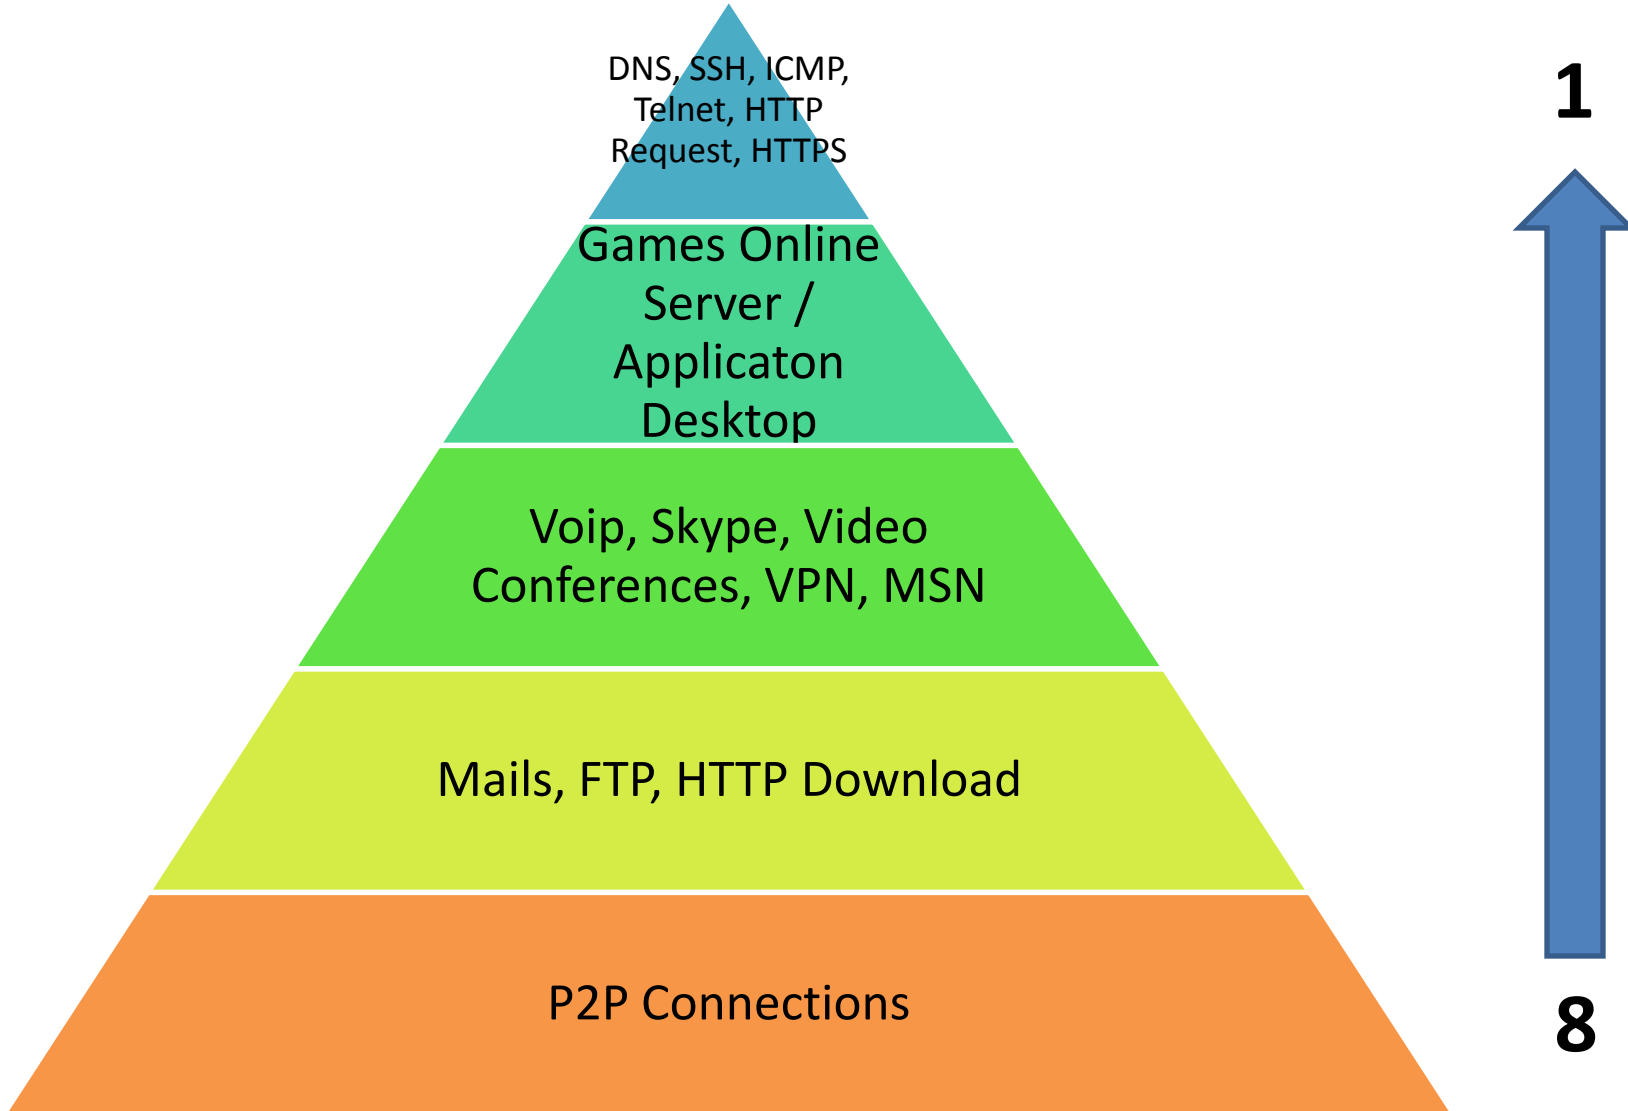 DNS, SSH, ICMP,
Telnet, HTTP
Request, HTTPS
1
Games Online
Server /
Applicaton
Desktop
Voip, Skype, Video
Conferences, VPN, MSN
Mails, FTP, HTTP Download
P2P Connections
8